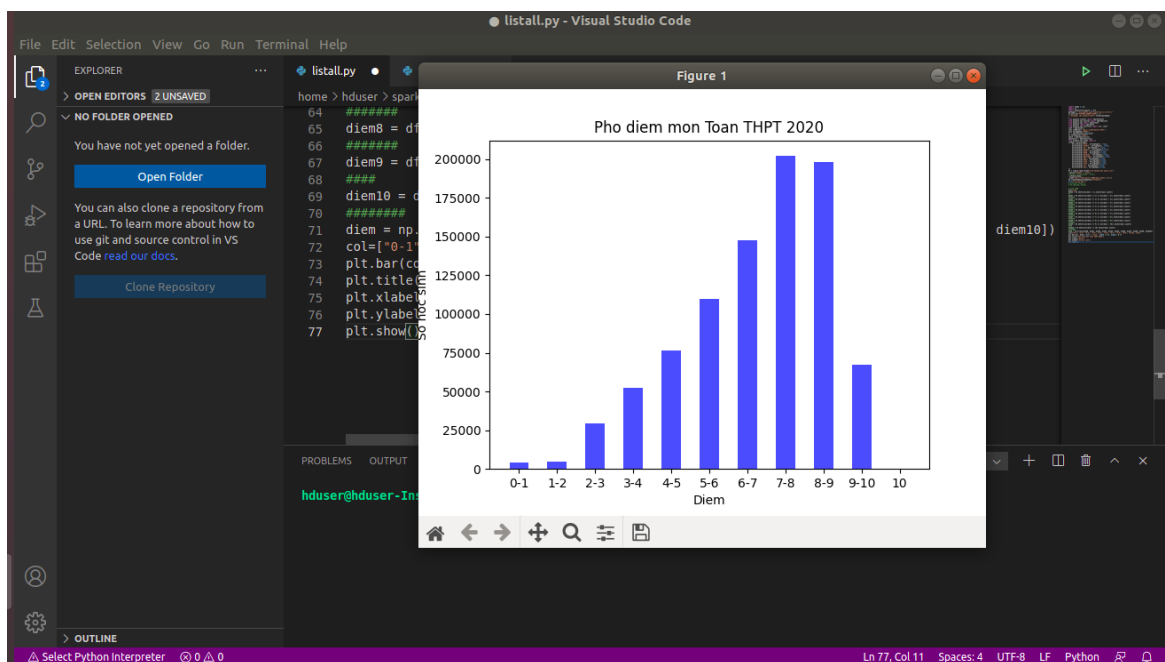 ● listall.py - Visual Studio Code
File Edit Selection View Go Run Terminal Help
EXPLORER
listall.py
OPEN EDITORS 2 UNSAVED
home > hduser > spark
NO FOLDER OPENED
You have not yet opened a folder.
Open Folder
You can also clone a repository from
a URL. To learn more about how to
use git and source control in VS
Code read our docs.
Clone Repository
2
64 #######
65 diem8 = df
66 #######
67 diem9 = df
68 ####
69 diem10 = d
70 ########
71 diem = np. diem10])
72 col=["0-1"
73 plt.bar(co
74 plt.title(
75 plt.xlabel
76 plt.ylabel
77 plt.show()
Figure 1
Pho diem mon Toan THPT 2020
200000
175000
150000
125000
100000
75000
50000
25000
0
So hoc sinh
0-1 1-2 2-3 3-4 4-5 5-6 6-7 7-8 8-9 9-10 10
Diem
PROBLEMS OUTPUT
hduser@hduser-Ins
OUTLINE
Select Python Interpreter 0 0
Ln 77, Col 11 Spaces: 4 UTF-8 LF Python